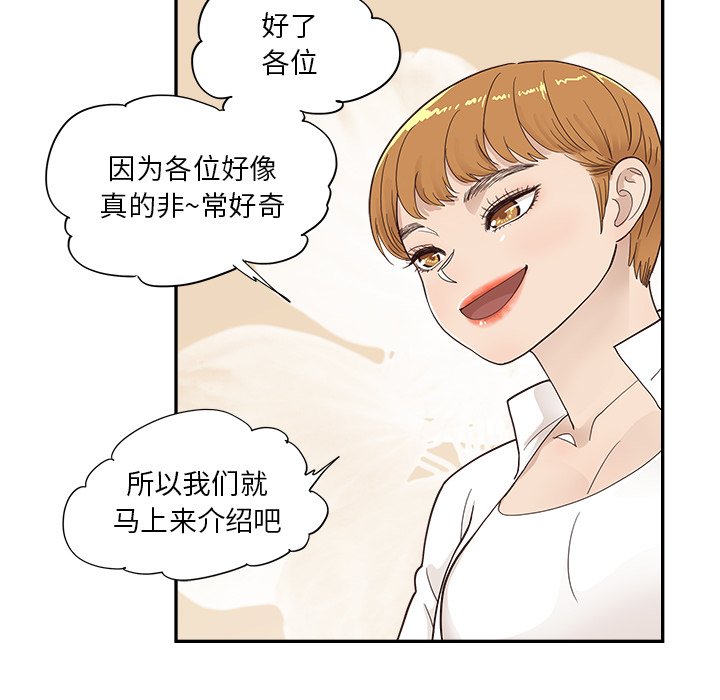 好了
各位
因为各位好像
真的非~常好奇
所以我们就
马上来介绍吧